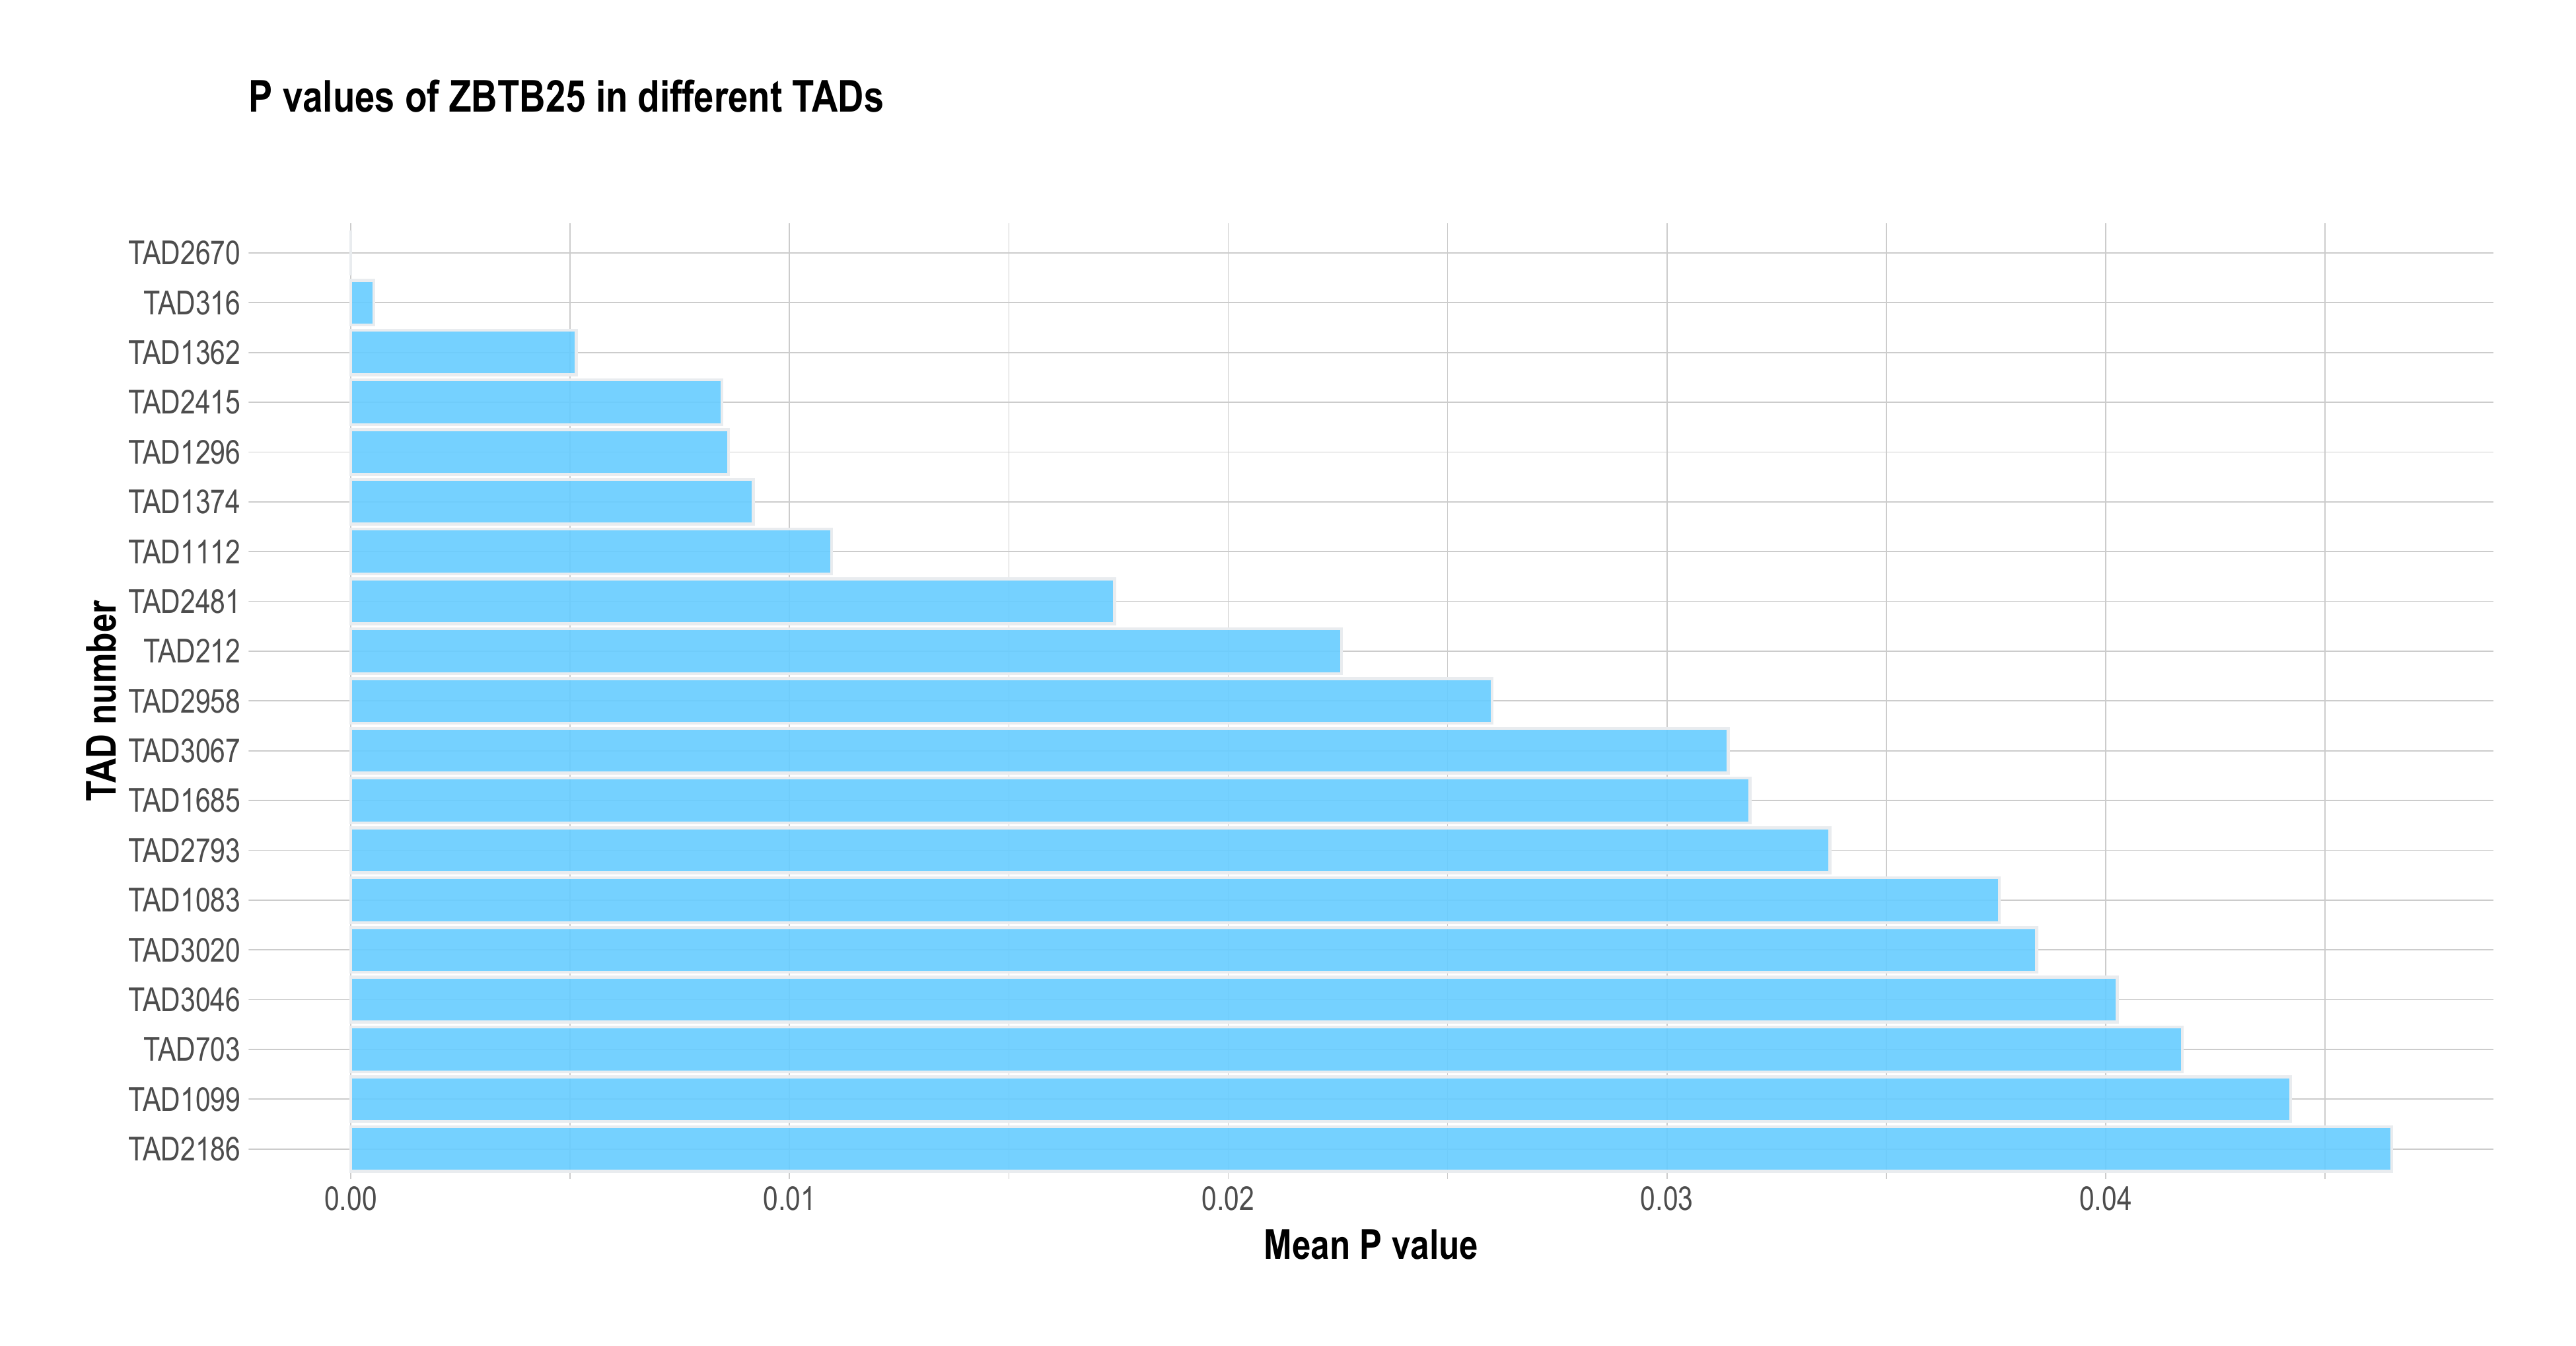 P values of ZBTB25 in different TADs
TAD number
TAD2670
TAD316
TAD1362
TAD2415
TAD1296
TAD1374
TAD1112
TAD2481
TAD212
TAD2958
TAD3067
TAD1685
TAD2793
TAD1083
TAD3020
TAD3046
TAD703
TAD1099
TAD2186
0.00 0.01 0.02 0.03 0.04
Mean P value